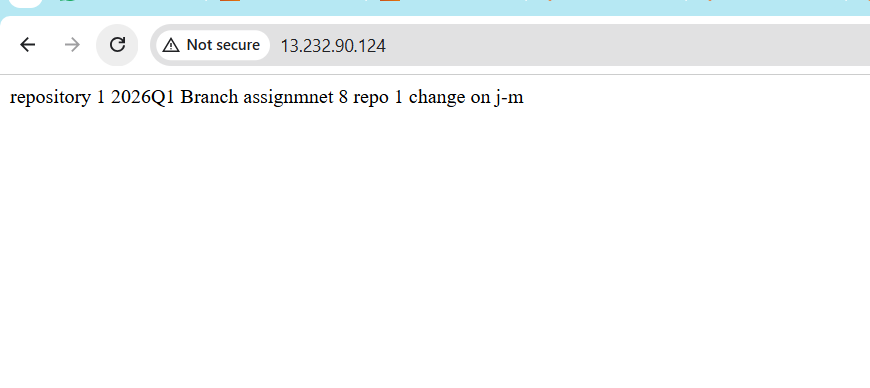 Not secure 13.232.90.124
repository 1 2026Q1 Branch assignmnet 8 repo 1 change on j-m